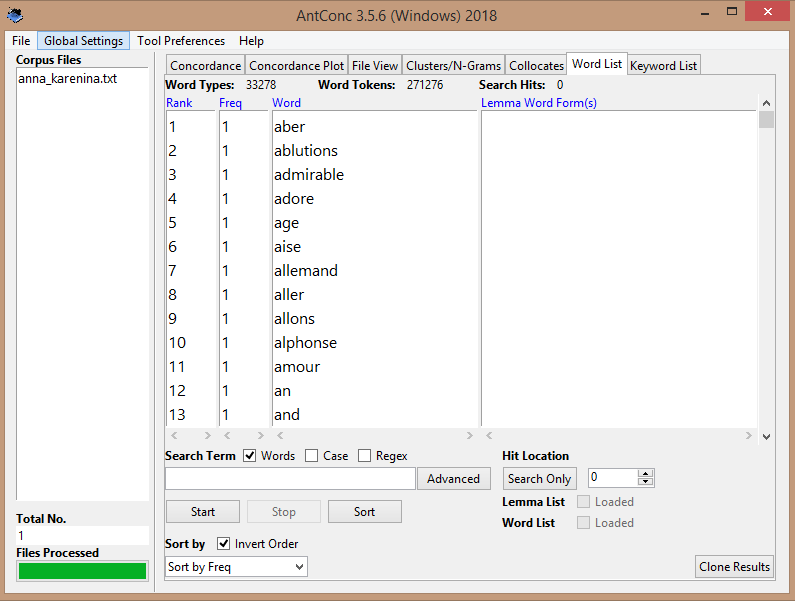 AntConc 3.5.6 (Windows) 2018
File Global Settings Tool Preferences Help
Corpus Files
anna_karenina.txt
Total No.
1
Files Processed
Concordance Concordance Plot File View Clusters/N-Grams Collocates Word List Keyword List
Word Types: 33278 Word Tokens: 271276 Search Hits: 0
Rank Freq Word Lemma Word Form(s)
1 1 aber
2 1 ablutions
3 1 admirable
4 1 adore
5 1 age
6 1 aise
7 1 allemand
8 1 aller
9 1 allons
10 1 alphonse
11 1 amour
12 1 an
13 1 and
Search Term Words Case Regex Hit Location
Advanced Search Only 0
Start Stop Sort Lemma List Loaded
Word List Loaded
Sort by Invert Order
Sort by Freq Clone Results